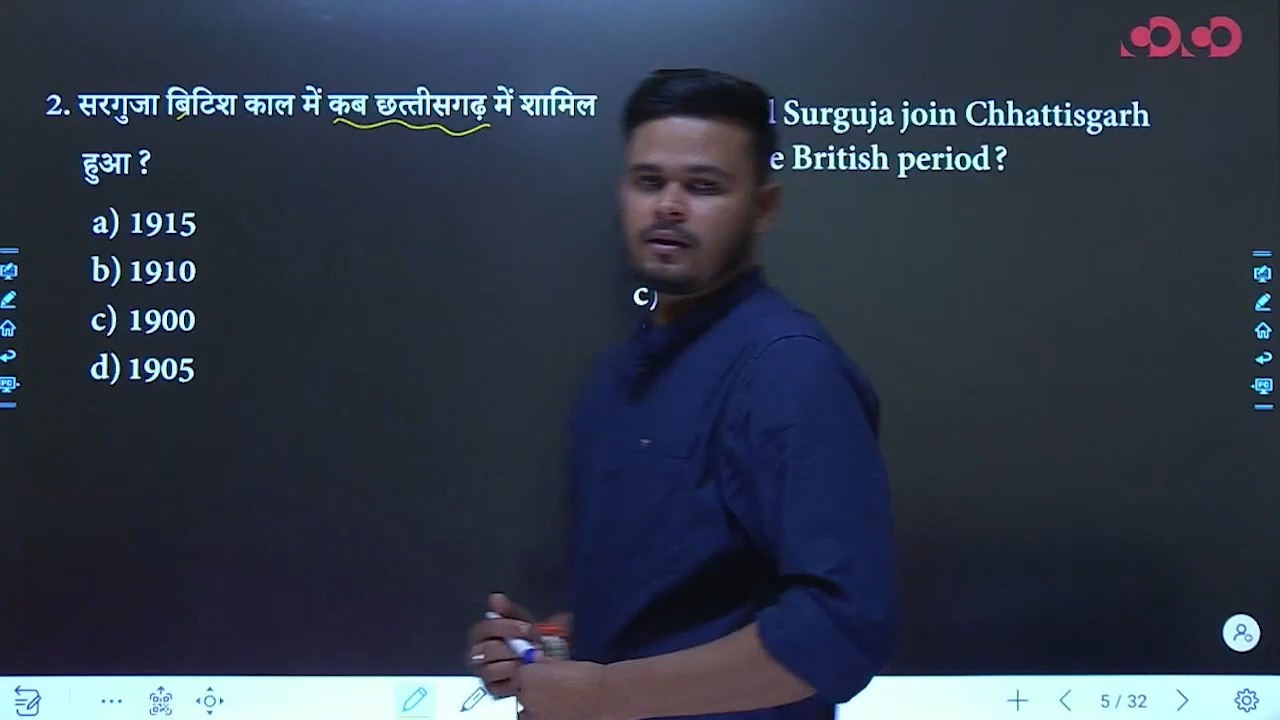 2. सरगुजा ब्रिटिश काल में कब छत्तीसगढ़ में शामिल
हुआ ?
a) 1915
b) 1910
c) 1900
d) 1905
Surguja join Chhattisgarh
British period?
c)
5 / 32